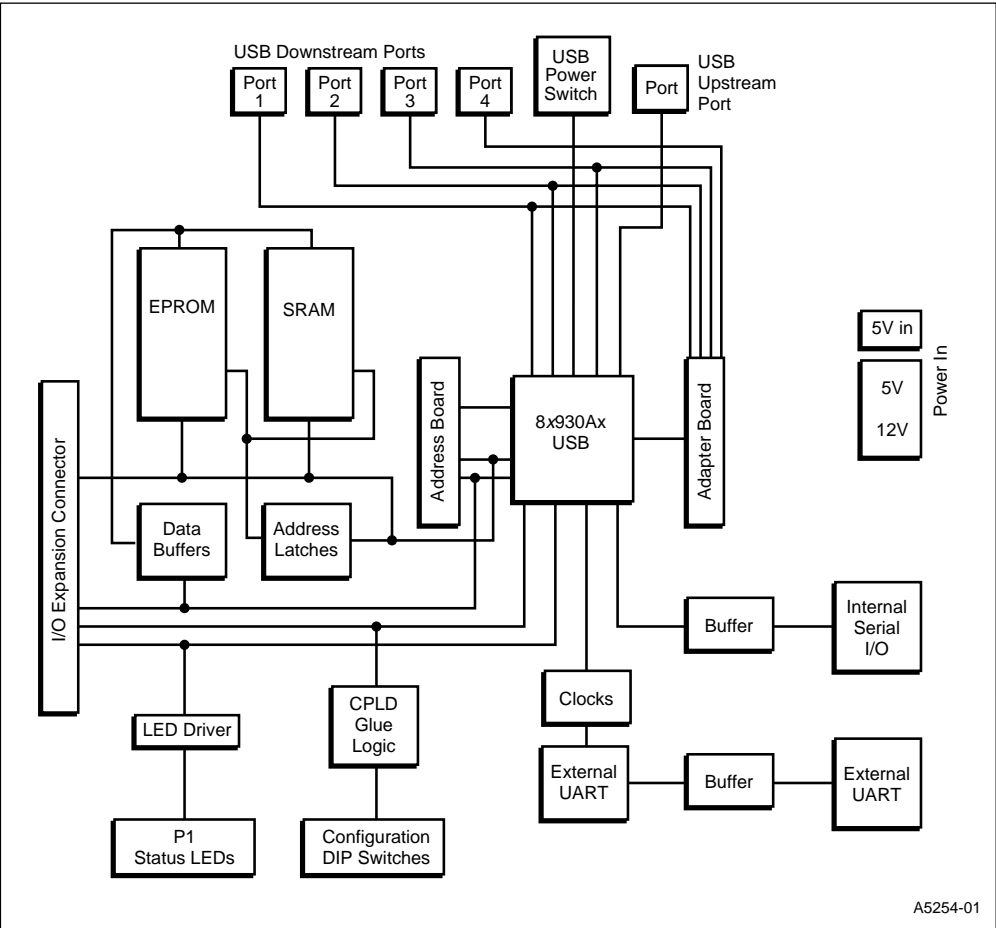 USB Downstream Ports
Port
1
Port
2
Port
3
Port
4
USB
Power
Switch
Port
USB
Upstream
Port
EPROM
SRAM
I/O Expansion Connector
Address Board
8x930Ax
USB
Adapter Board
5V in
5V
12V
Power In
Data
Buffers
Address
Latches
Buffer
Internal
Serial
I/O
LED Driver
CPLD
Glue
Logic
Clocks
External
UART
Buffer
External
UART
P1
Status LEDs
Configuration
DIP Switches
A5254-01